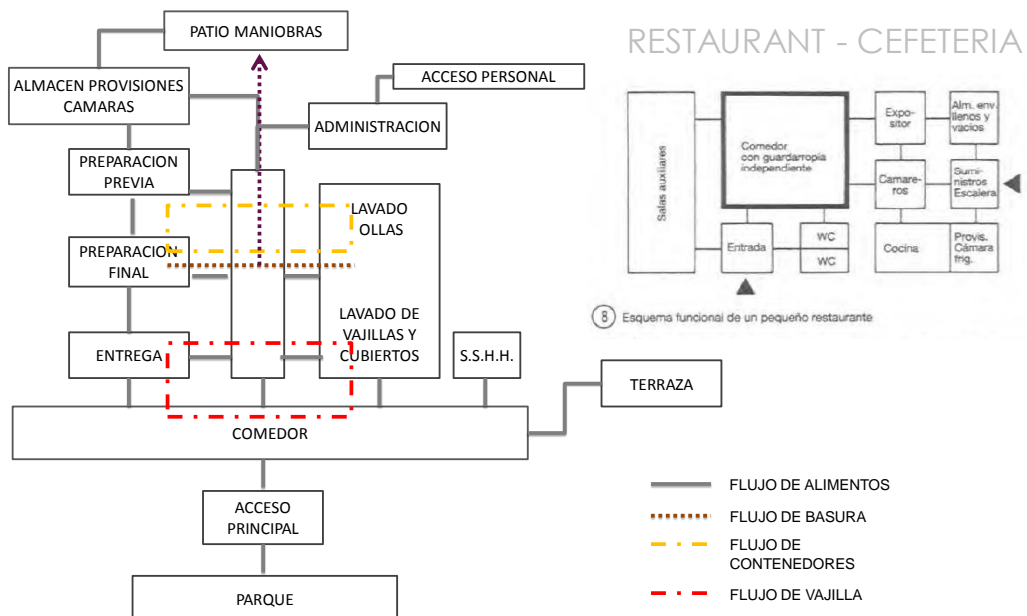 RESTAURANT - CEFETERIA
PATIO MANIOBRAS
ALMACEN PROVISIONES
CAMARAS
ACCESO PERSONAL
ADMINISTRACION
PREPARACION
PREVIA
LAVADO
OLLAS
PREPARACION
FINAL
LAVADO DE
VAJILLAS Y
CUBIERTOS
ENTREGA
S.S.H.H.
TERRAZA
COMEDOR
ACCESO
PRINCIPAL
PARQUE
Salas auxiliares
Comedor
con guardarropia
independiente
Expo-
sitor
Alm. env.
llenos y
vacios
Camare-
ros
Sumi-
nistros
Escalera
Entrada
WC
WC
Cocina
Provis.
Cámara
frig.
8 Esquema funcional de un pequeño restaurante
FLUJO DE ALIMENTOS
FLUJO DE BASURA
FLUJO DE
CONTENEDORES
FLUJO DE VAJILLA